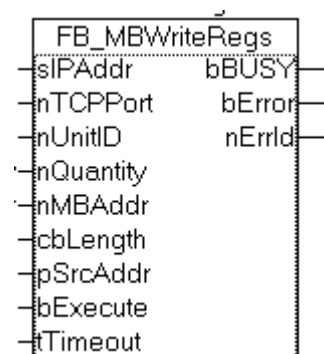 FB_MBWriteRegs
sIPAddr bBUSY
nTCPPort bError
nUnitID nErrId
nQuantity
nMBAddr
cbLength
pSrcAddr
bExecute
tTimeout